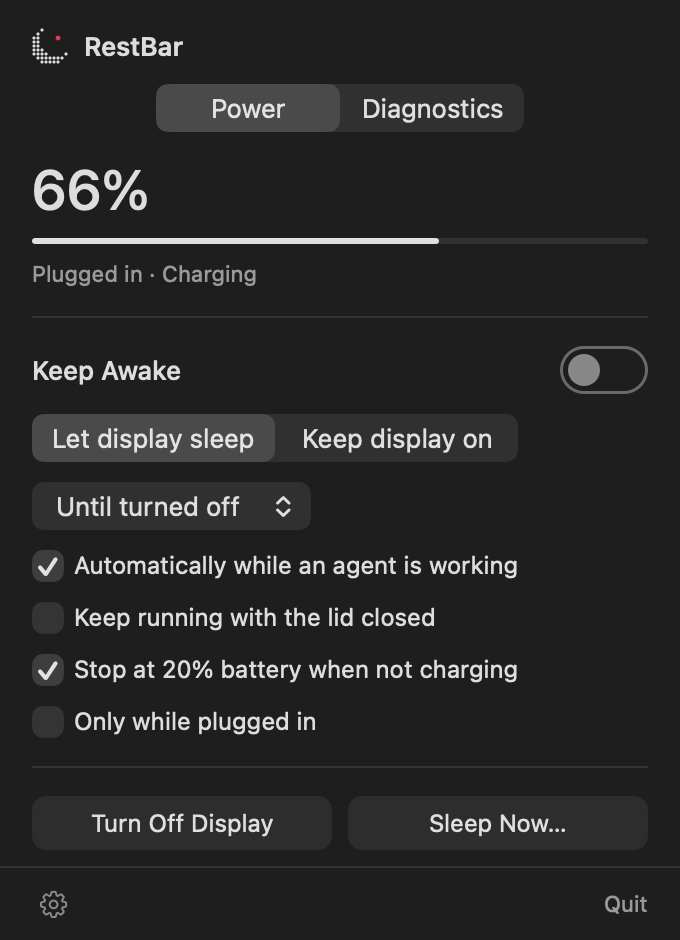 RestBar
Power
Diagnostics
66%
Plugged in · Charging
Keep Awake
Let display sleep
Keep display on
Until turned off
Automatically while an agent is working
Keep running with the lid closed
Stop at 20% battery when not charging
Only while plugged in
Turn Off Display
Sleep Now...
Quit